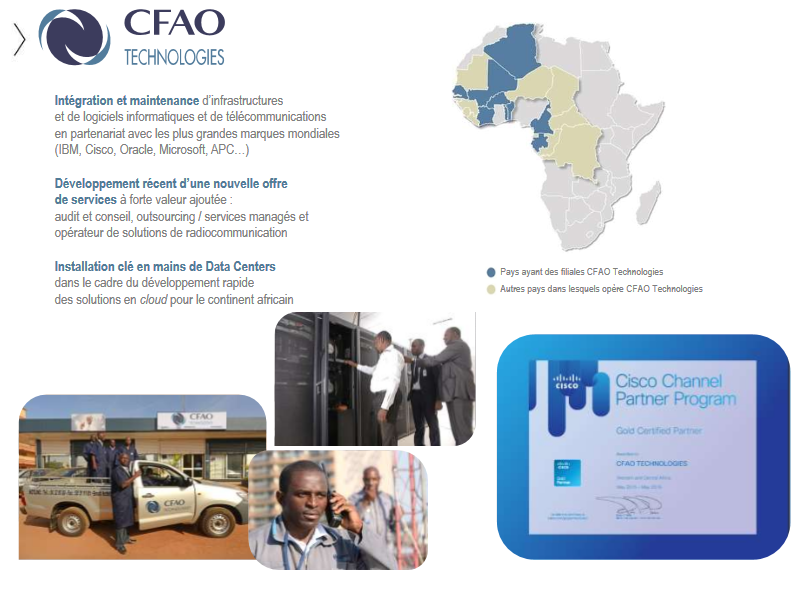 CFAO
TECHNOLOGIES
Intégration et maintenance d'infrastructures
et de logiciels informatiques et de télécommunications
en partenariat avec les plus grandes marques mondiales
(IBM, Cisco, Oracle, Microsoft, APC…)
Développement récent d'une nouvelle offre
de services à forte valeur ajoutée :
audit et conseil, outsourcing / services managés et
opérateur de solutions de radiocommunication
Installation clé en mains de Data Centers
dans le cadre du développement rapide
des solutions en cloud pour le continent africain
Pays ayant des filiales CFAO Technologies
Autres pays dans lesquels opère CFAO Technologies
CFAO
CFAO
TECHNOLOGIES
CISCO
Cisco Channel
Partner Program
Gold Certified Partner
CFAO TECHNOLOGIES
Gold
Partner